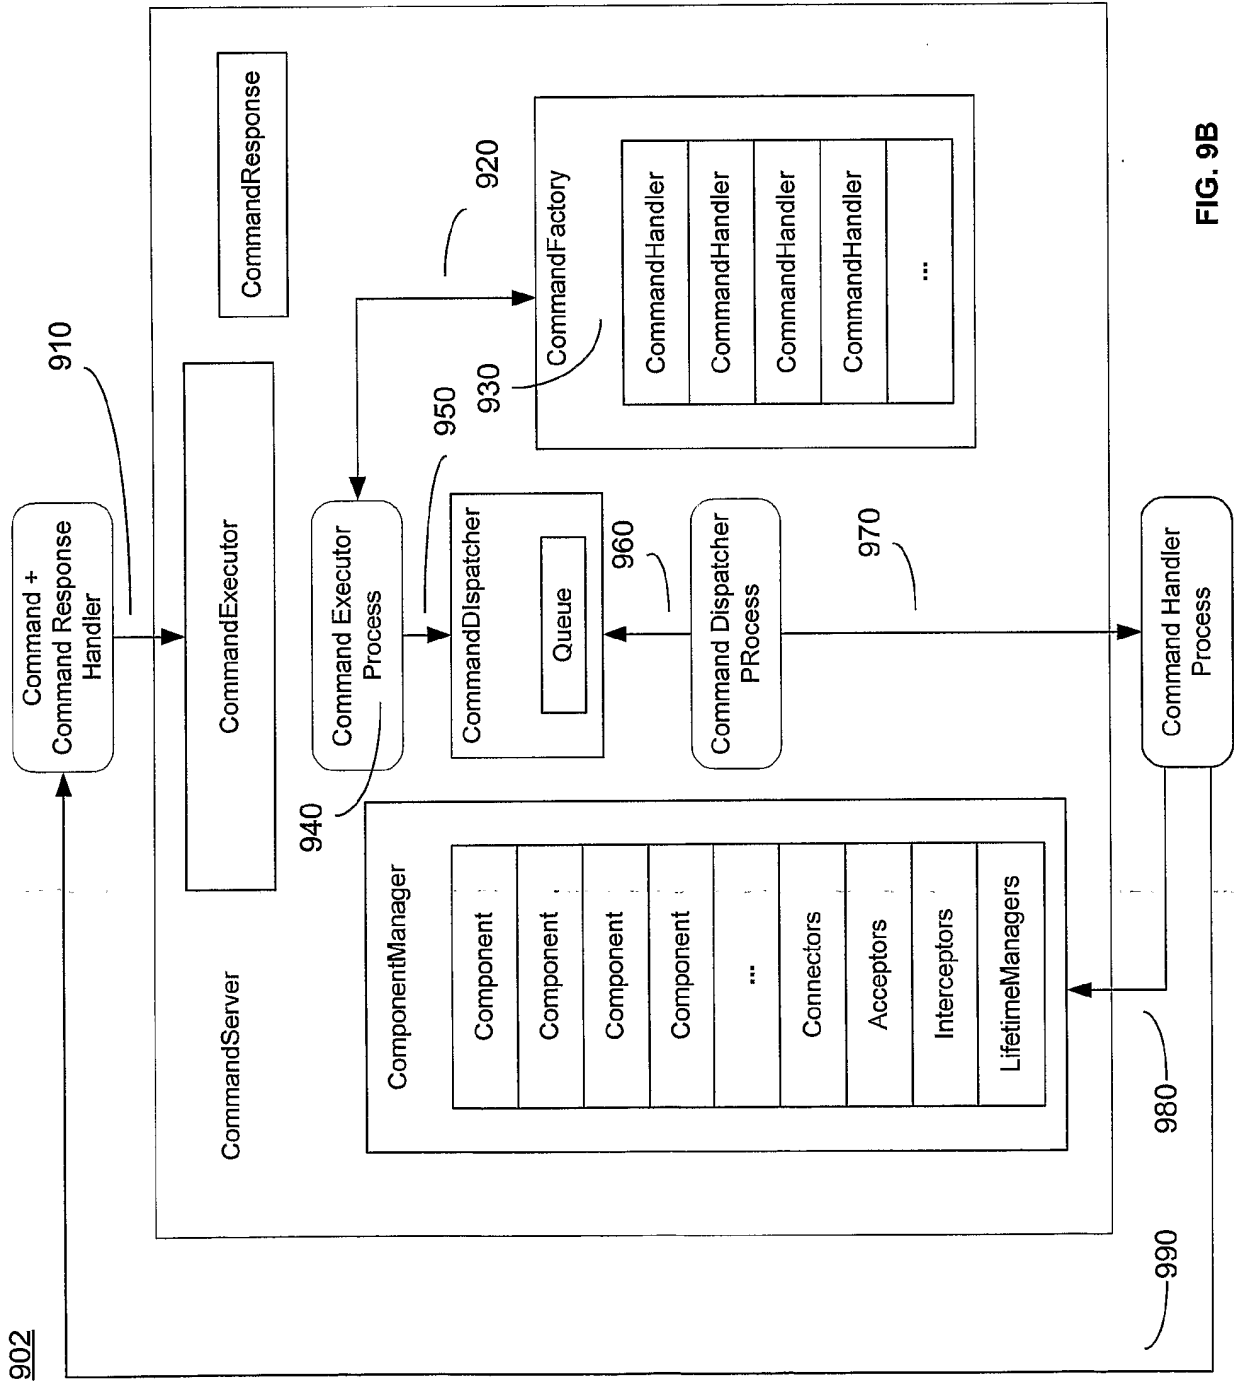 902
Command +
Command Response
Handler
910
CommandServer
CommandExecutor
CommandResponse
940
Command Executor
Process
950
920
CommandDIspatcher
Queue
930
CommandFactory
CommandHandler
CommandHandler
CommandHandler
CommandHandler
...
ComponentManager
Component
Component
Component
Component
...
Connectors
Acceptors
Interceptors
LifetimeManagers
960
Command Dispatcher
PRocess
970
Command Handler
Process
980
990
FIG. 9B